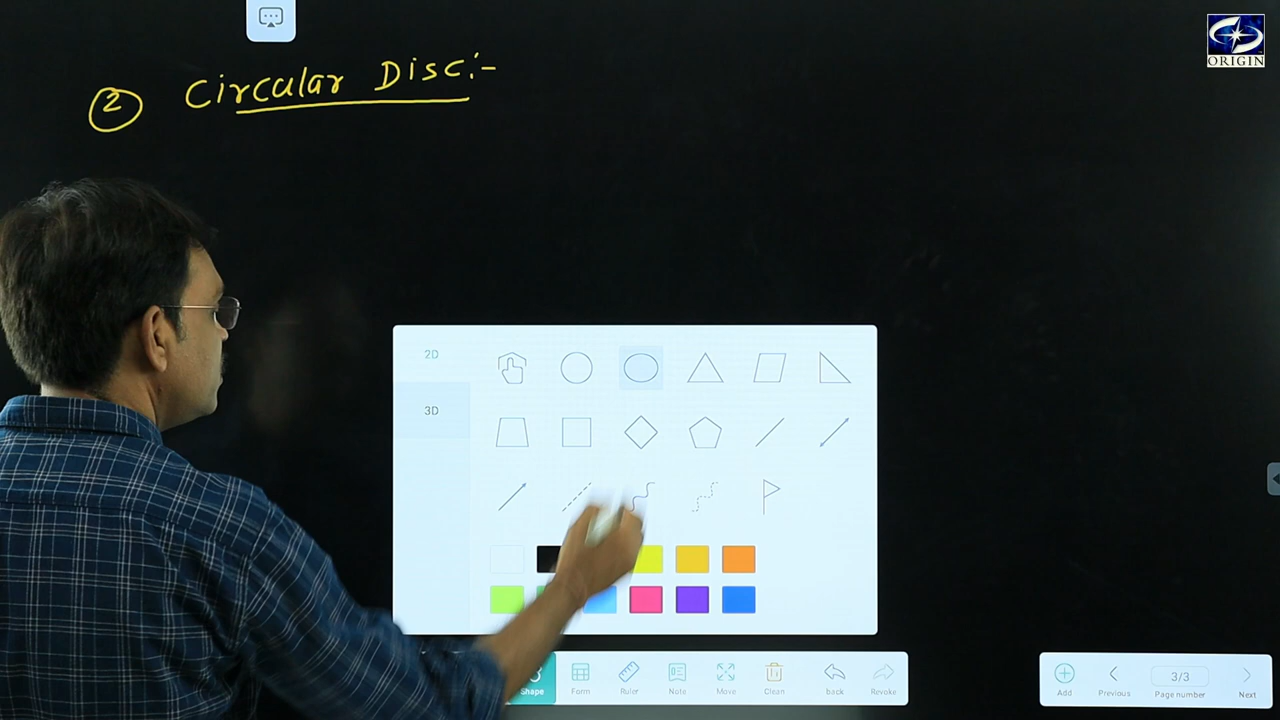 ORIGIN
② Circular Disc:-
2D
3D
Shape Form Ruler Note Move Clean back Revoke
Add Previous 3/3 Page number Next